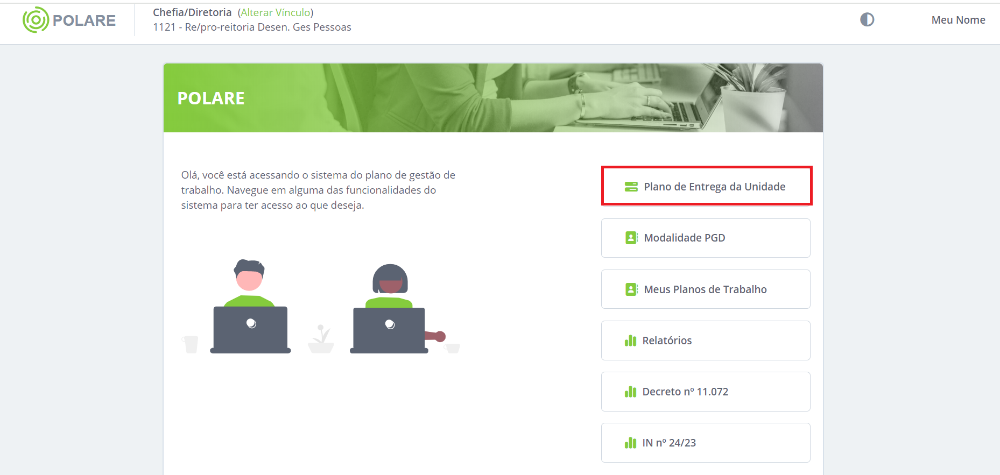 POLARE
Chefia/Diretoria (Alterar Vínculo)
1121 - Re/pro-reitoria Desen. Ges Pessoas
Meu Nome
POLARE
Olá, você está acessando o sistema do plano de gestão de
trabalho. Navegue em alguma das funcionalidades do
sistema para ter acesso ao que deseja.
Plano de Entrega da Unidade
Modalidade PGD
Meus Planos de Trabalho
Relatórios
Decreto nº 11.072
IN nº 24/23